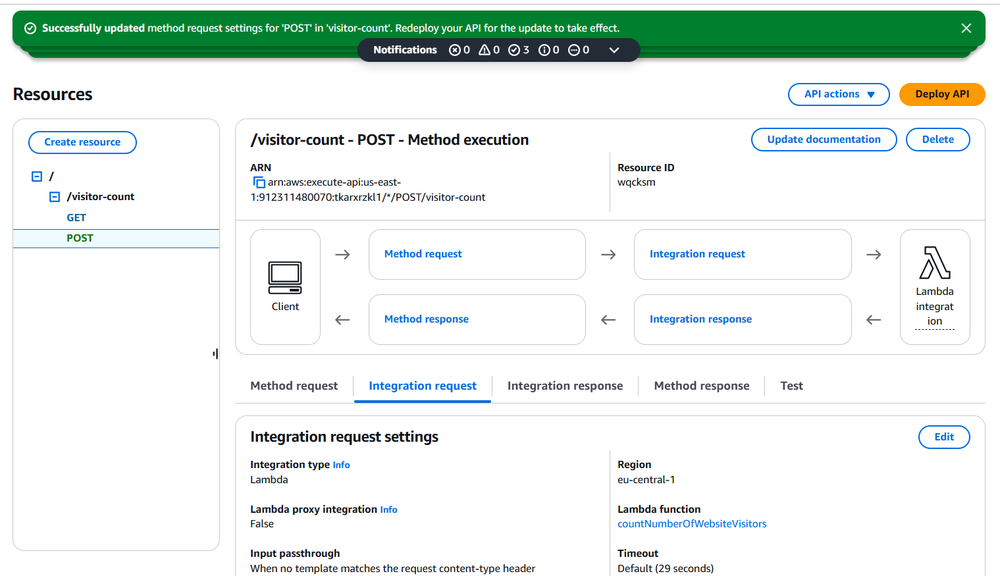 Successfully updated method request settings for 'POST' in 'visitor-count'. Redeploy your API for the update to take effect.
Notifications 0 0 3 0 0
Resources
API actions
Deploy API
Create resource
/
/visitor-count
GET
POST
/visitor-count - POST - Method execution
Update documentation
Delete
ARN
arn:aws:execute-api:us-east-
1:912311480070:tkarxrzkl1/*/POST/visitor-count
Resource ID
wqcksm
Client
Method request
Integration request
Method response
Integration response
Lambda
integrat
ion
Method request
Integration request
Integration response
Method response
Test
Integration request settings
Edit
Integration type Info
Lambda
Region
eu-central-1
Lambda proxy integration Info
False
Lambda function
countNumberOfWebsiteVisitors
Input passthrough
When no template matches the request content-type header
Timeout
Default (29 seconds)